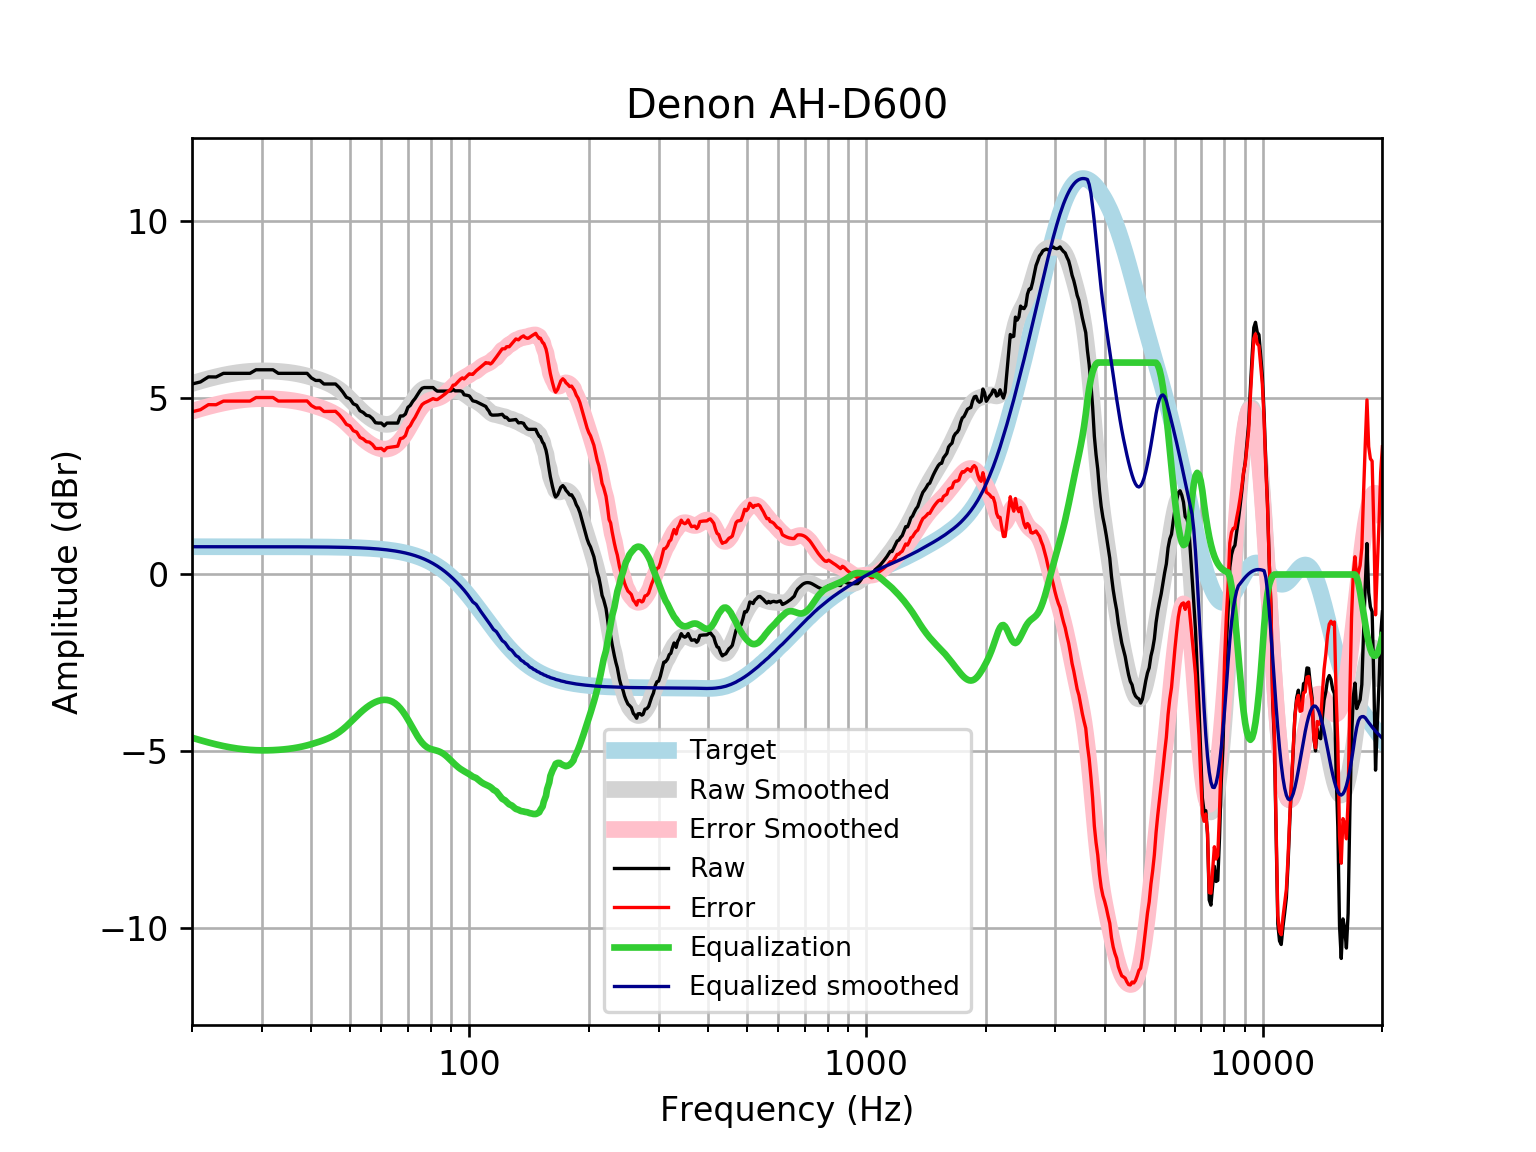 Denon AH-D600
10
5
0
−5
−10
Amplitude (dBr)
Target
Raw Smoothed
Error Smoothed
Raw
Error
Equalization
Equalized smoothed
100
1000
10000
Frequency (Hz)